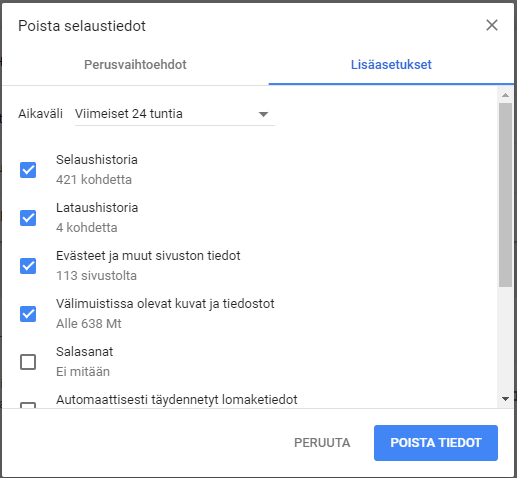 Poista selaustiedot
Perusvaihtoehdot
Lisäasetukset
Aikaväli Viimeiset 24 tuntia
Selaushistoria
421 kohdetta
Lataushistoria
4 kohdetta
Evästeet ja muut sivuston tiedot
113 sivustolta
Välimuistissa olevat kuvat ja tiedostot
Alle 638 Mt
Salasanat
Ei mitään
Automaattisesti täydennetyt lomaketiedot
PERUUTA
POISTA TIEDOT